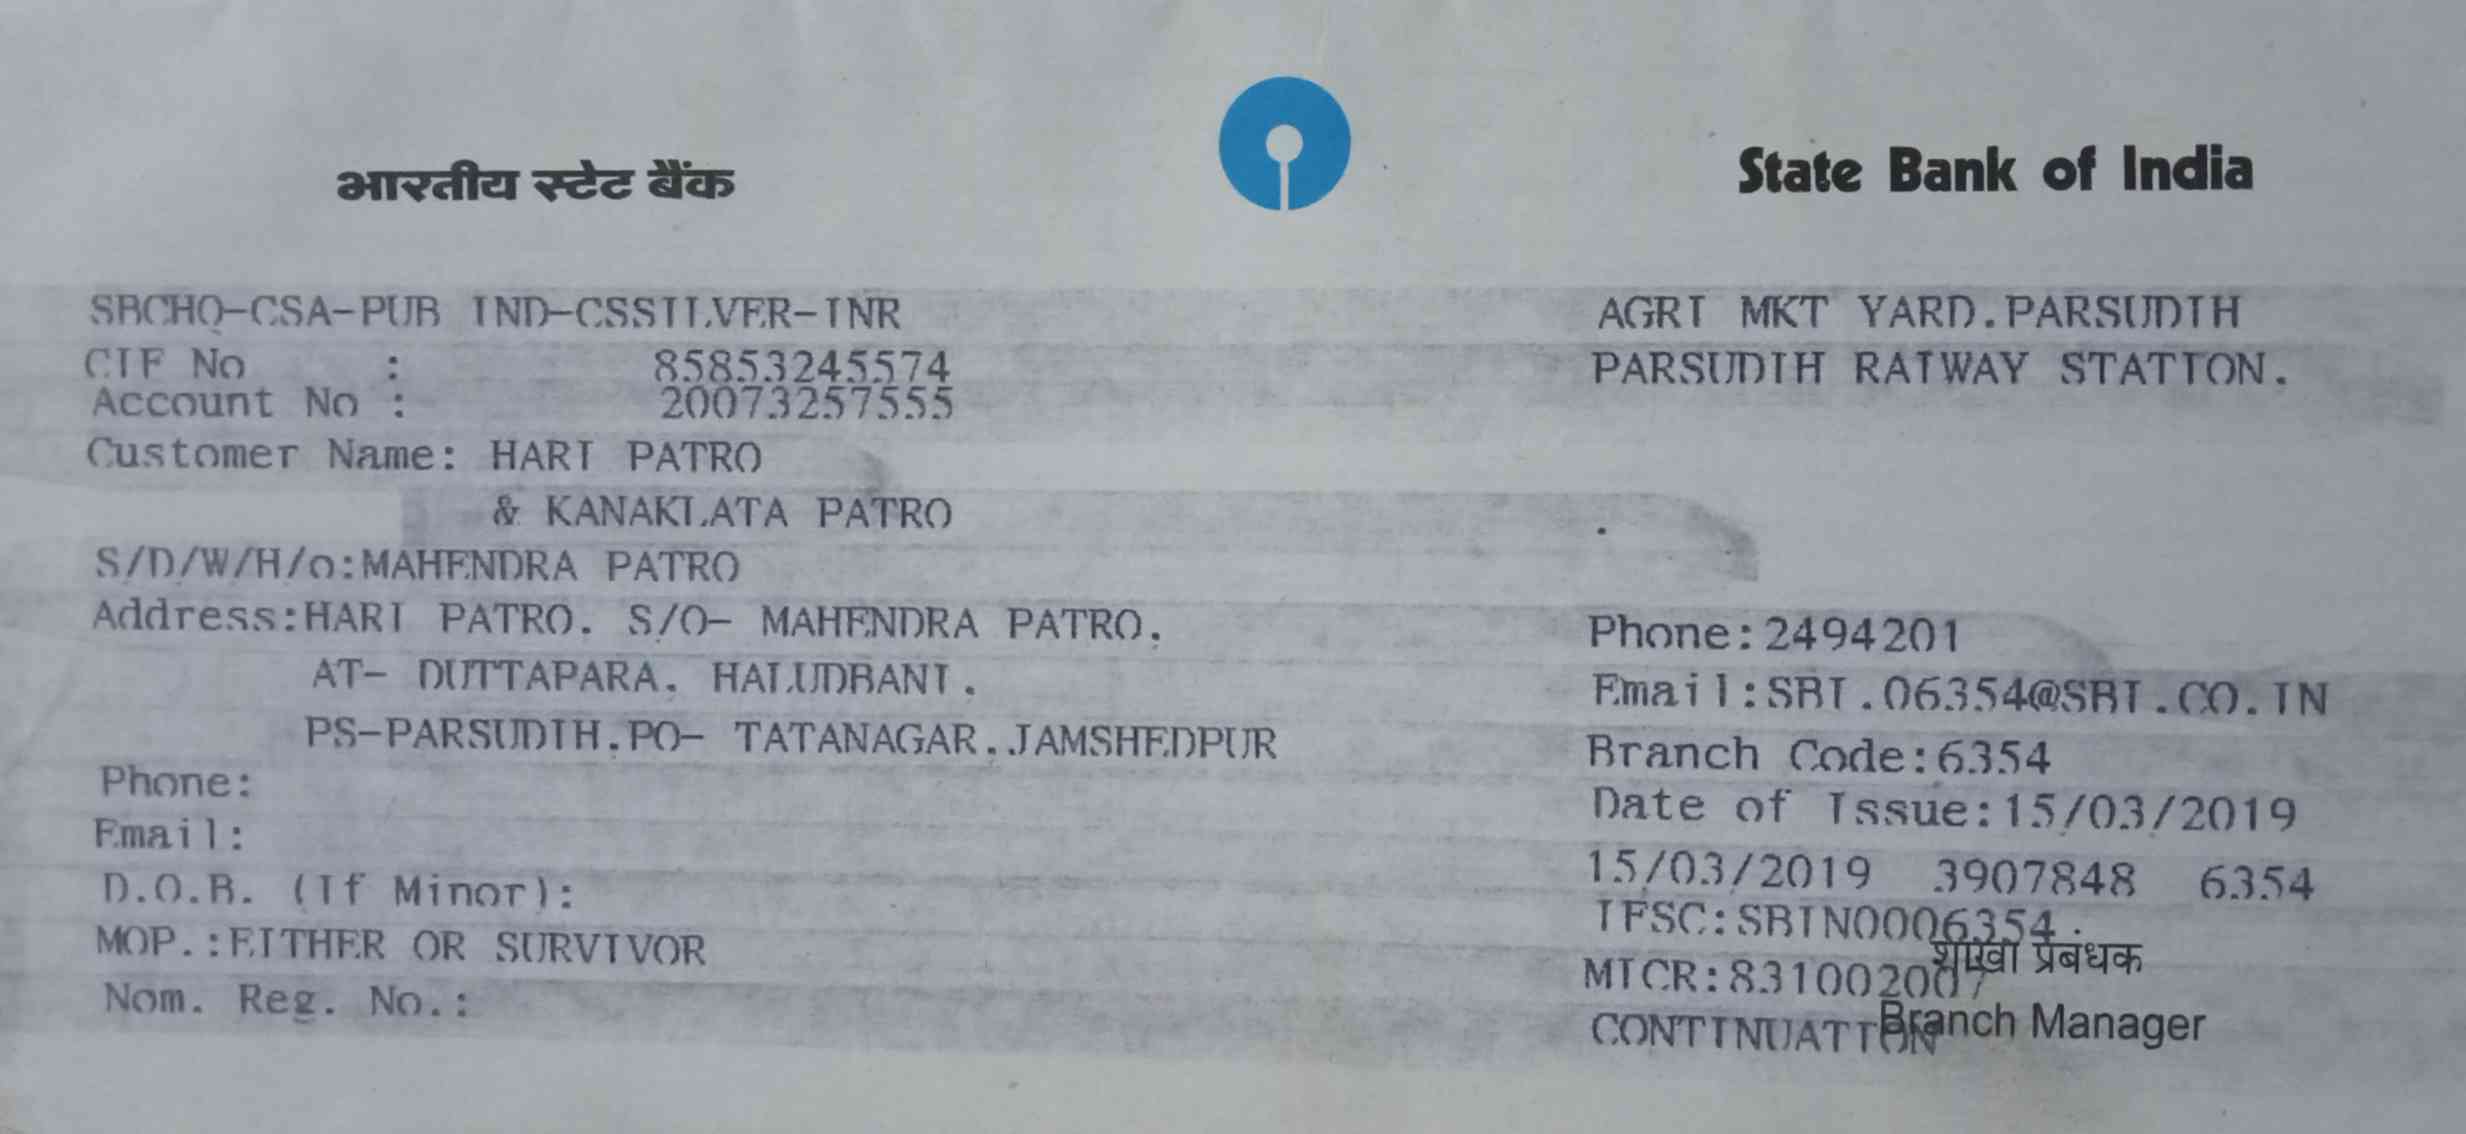 भारतीय स्टेट बैंक
State Bank of India
SBCHQ-CSA-PUB IND-CSSILVER-INR
CIF No : 85853245574
Account No : 20073257555
Customer Name: HARI PATRO
& KANAKLATA PATRO
S/D/W/H/o:MAHENDRA PATRO
Address:HARI PATRO. S/O- MAHENDRA PATRO,
AT- DUTTAPARA, HALUDBANI,
PS-PARSUDIH,PO- TATANAGAR,JAMSHEDPUR
Phone:
Email:
D.O.B. (If Minor):
MOP.:EITHER OR SURVIVOR
Nom. Reg. No.:
AGRI MKT YARD.PARSUDIH
PARSUDIH RAIWAY STATION.
.
Phone:2494201
Email:SBI.06354@SBI.CO.IN
Branch Code:6354
Date of Issue:15/03/2019
15/03/2019 3907848 6354
IFSC:SBIN0006354
शाखा प्रबंधक
MICR:831002007
Branch Manager
CONTINUATION